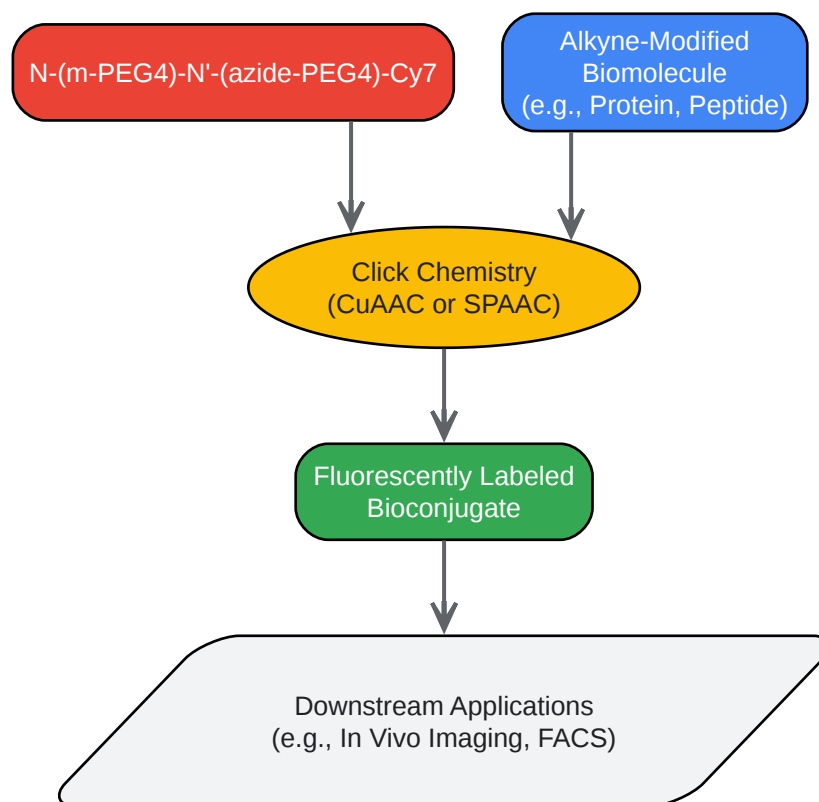 N-(m-PEG4)-N'-(azide-PEG4)-Cy7
Alkyne-Modified
Biomolecule
(e.g., Protein, Peptide)
Click Chemistry
(CuAAC or SPAAC)
Fluorescently Labeled
Bioconjugate
Downstream Applications
(e.g., In Vivo Imaging, FACS)